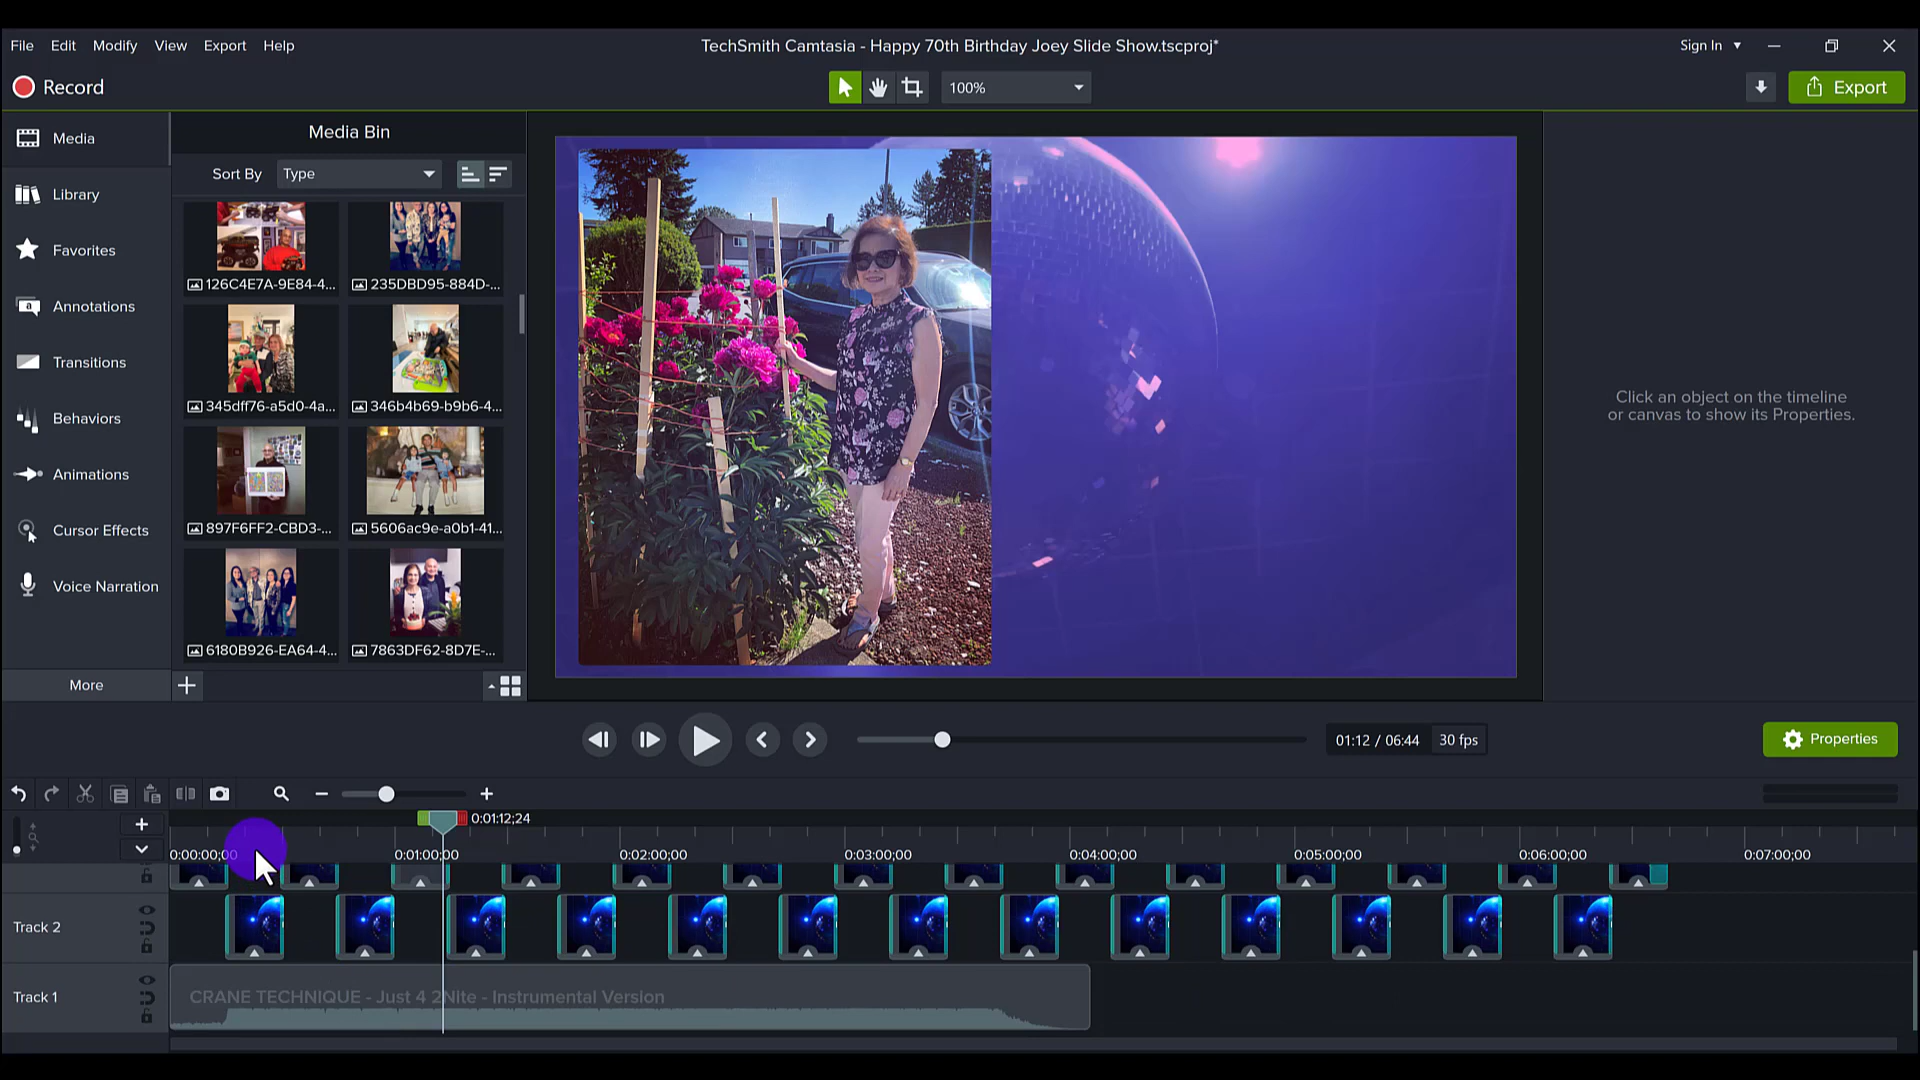 File Edit Modify View Export Help
TechSmith Camtasia - Happy 70th Birthday Joey Slide Show.tscproj*
Sign In
Record
100%
Export
Media
Library
Favorites
Annotations
Transitions
Behaviors
Animations
Cursor Effects
Voice Narration
More
Media Bin
Sort By Type
126C4E7A-9E84-4... 235DBD95-884D-...
345dff76-a5d0-4a... 346b4b69-b9b6-4...
897F6FF2-CBD3-... 5606ac9e-a0b1-41...
6180B926-EA64-4... 7863DF62-8D7E-...
Click an object on the timeline
or canvas to show its Properties.
01:12 / 06:44 30 fps
Properties
0:01:12;24
0:00:00;00 0:01:00;00 0:02:00;00 0:03:00;00 0:04:00;00 0:05:00;00 0:06:00;00 0:07:00;00
Track 2
Track 1
CRANE TECHNIQUE - Just 4 2Nite - Instrumental Version